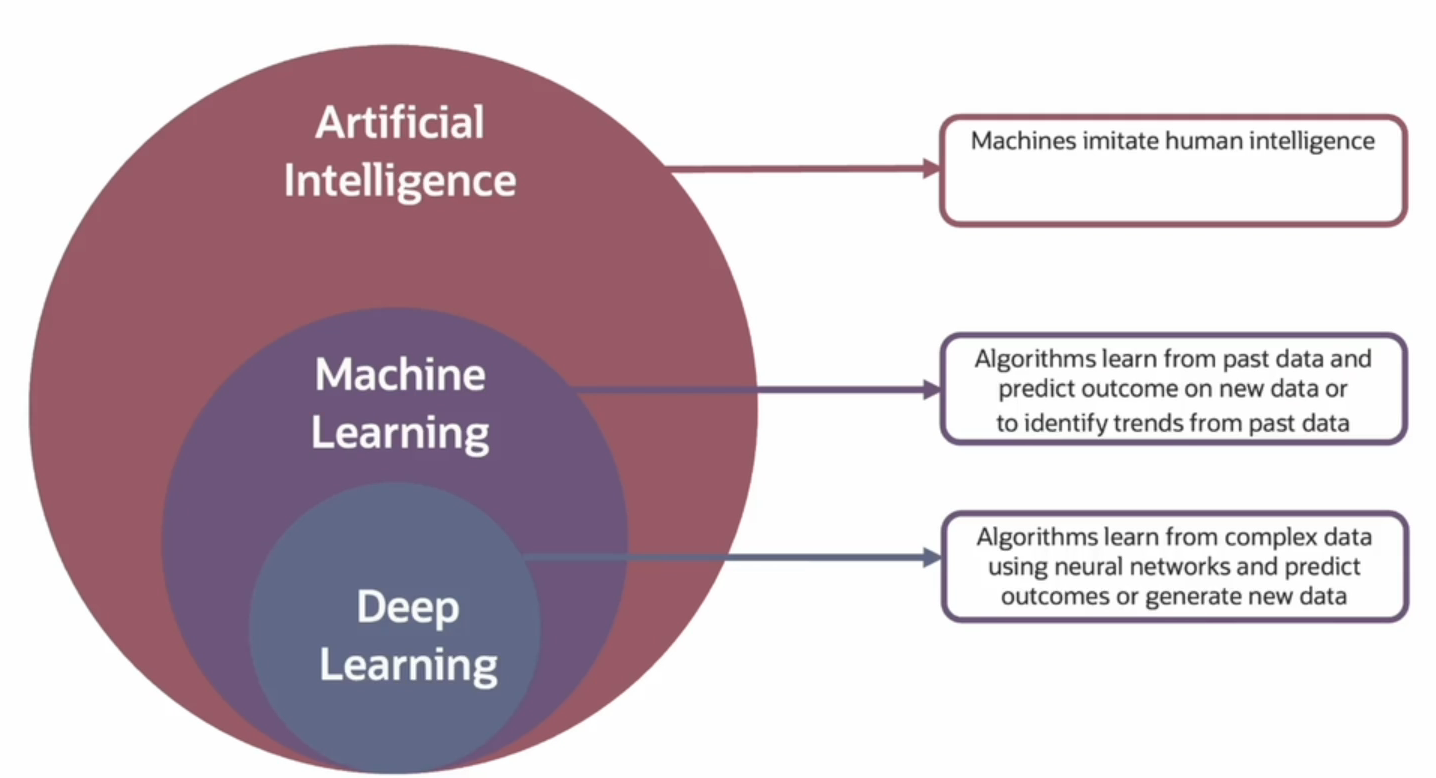 Artificial
Intelligence
Machines imitate human intelligence
Machine
Learning
Algorithms learn from past data and
predict outcome on new data or
to identify trends from past data
Deep
Learning
Algorithms learn from complex data
using neural networks and predict
outcomes or generate new data